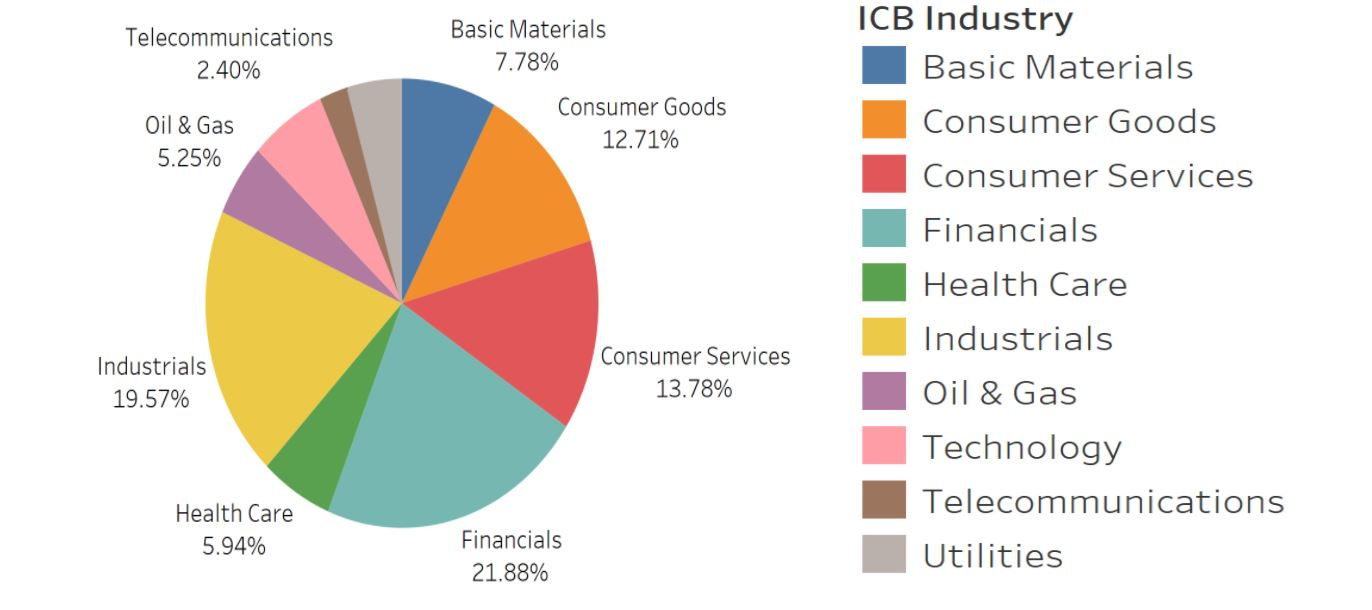 Basic Materials
7.78%
Telecommunications
2.40%
Consumer Goods
12.71%
Oil & Gas
5.25%
Consumer Services
13.78%
Industrials
19.57%
Health Care
5.94%
Financials
21.88%
ICB Industry
Basic Materials
Consumer Goods
Consumer Services
Financials
Health Care
Industrials
Oil & Gas
Technology
Telecommunications
Utilities